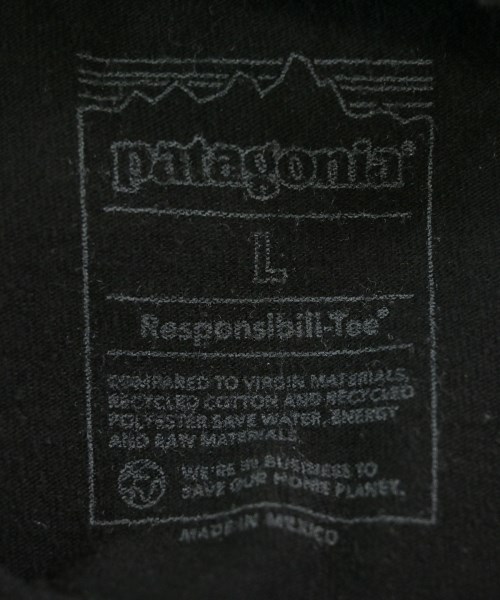 patagonia®
L
Responsibili-Tee®
COMPARED TO VIRGIN MATERIALS,
RECYCLED COTTON AND RECYCLED
POLYESTER SAVE WATER, ENERGY
AND RAW MATERIALS.
WE'RE IN BUSINESS TO
SAVE OUR HOME PLANET.
MADE IN MEXICO